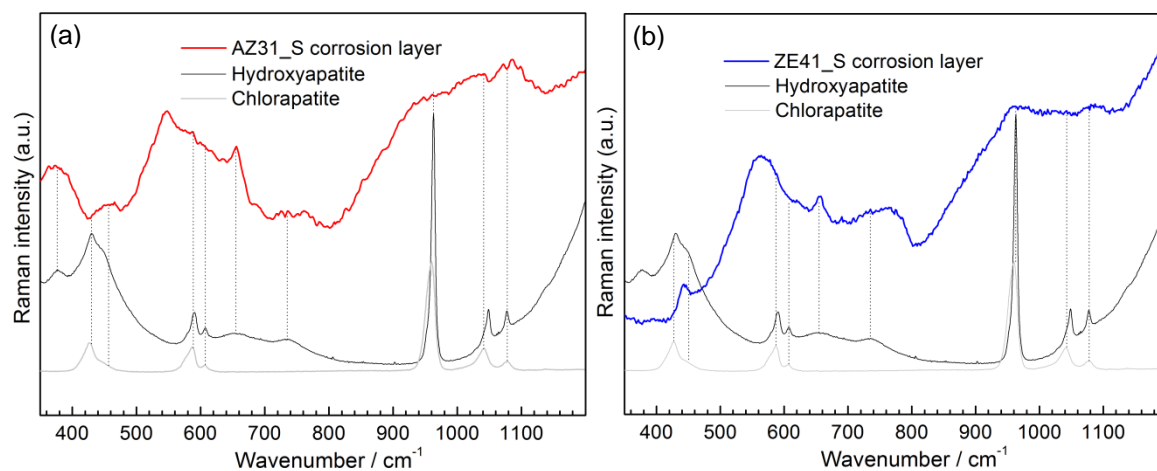 (a)
AZ31_S corrosion layer
Hydroxyapatite
Chlorapatite
Raman intensity (a.u.)
400 500 600 700 800 900 1000 1100
Wavenumber / cm-1
(b)
ZE41_S corrosion layer
Hydroxyapatite
Chlorapatite
Raman intensity (a.u.)
400 500 600 700 800 900 1000 1100
Wavenumber / cm-1